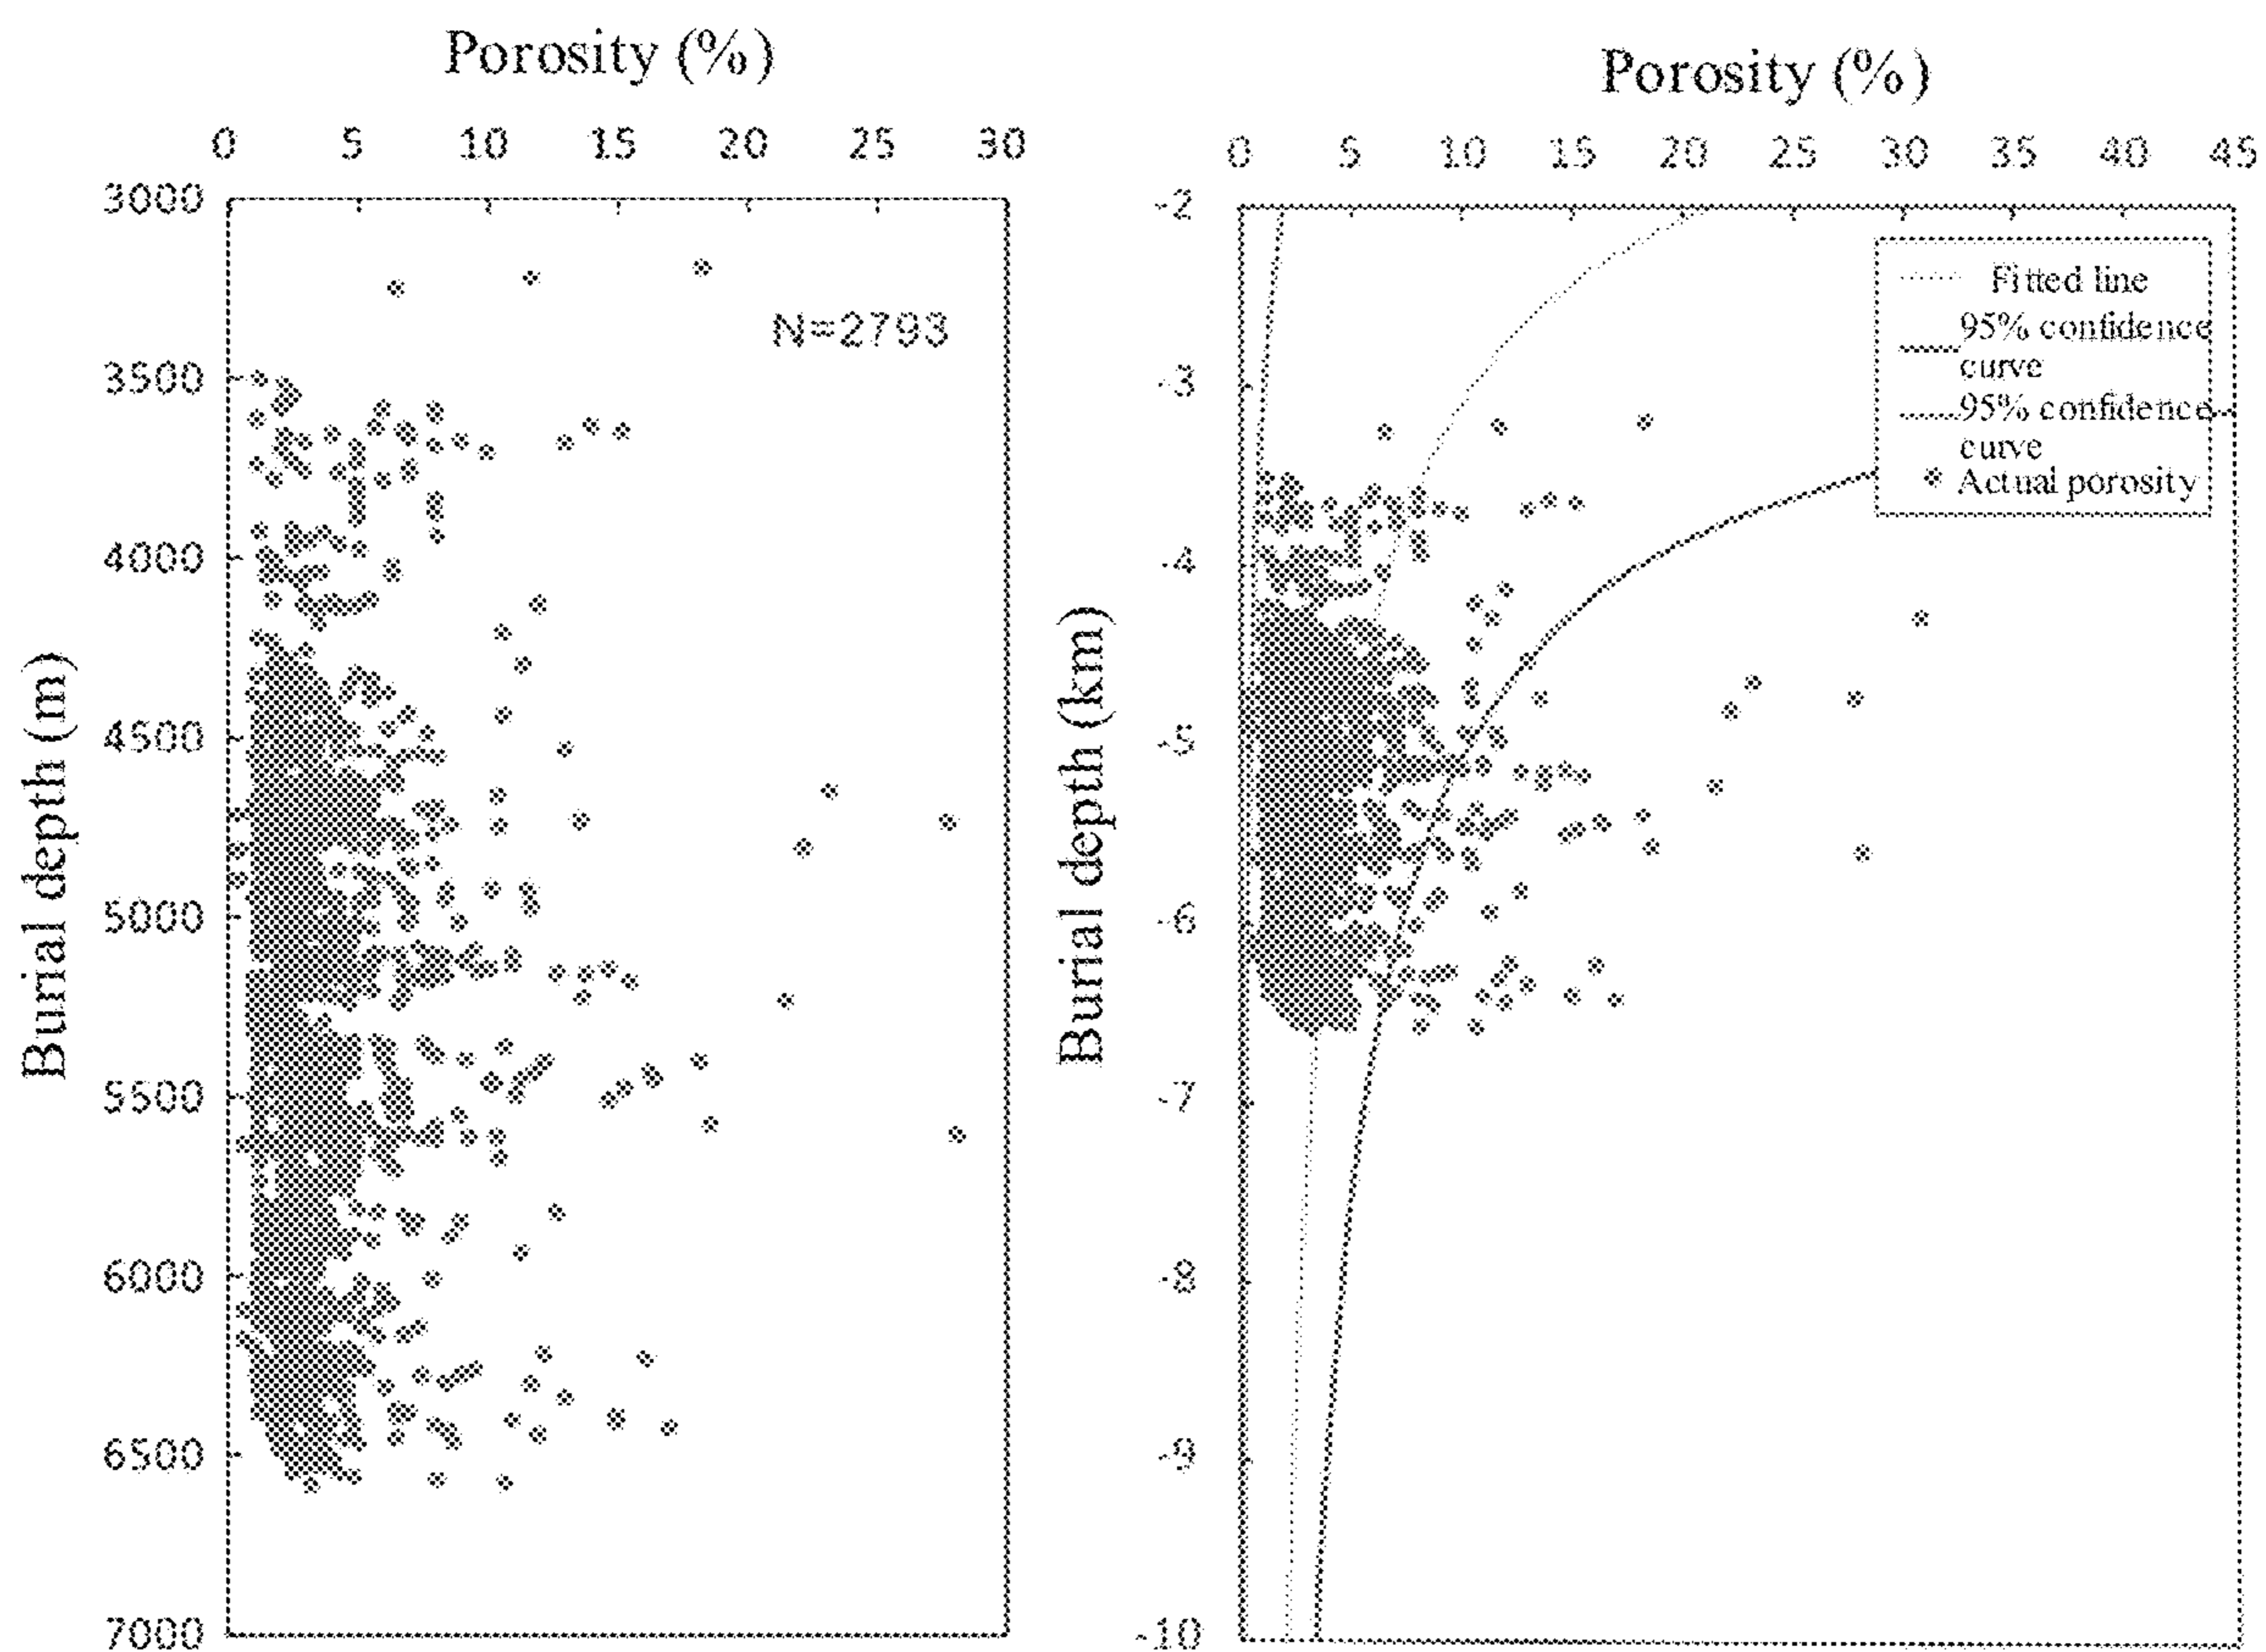 Porosity (%)
0 5 10 15 20 25 30
3000
3500
4000
4500
5000
5500
6000
6500
7000
Burial depth (m)
N=2793
Porosity (%)
0 5 10 15 20 25 30 35 40 45
-2
-3
-4
-5
-6
-7
-8
-9
-10
Burial depth (km)
Fitted line
95% confidence
curve
95% confidence
curve
Actual porosity